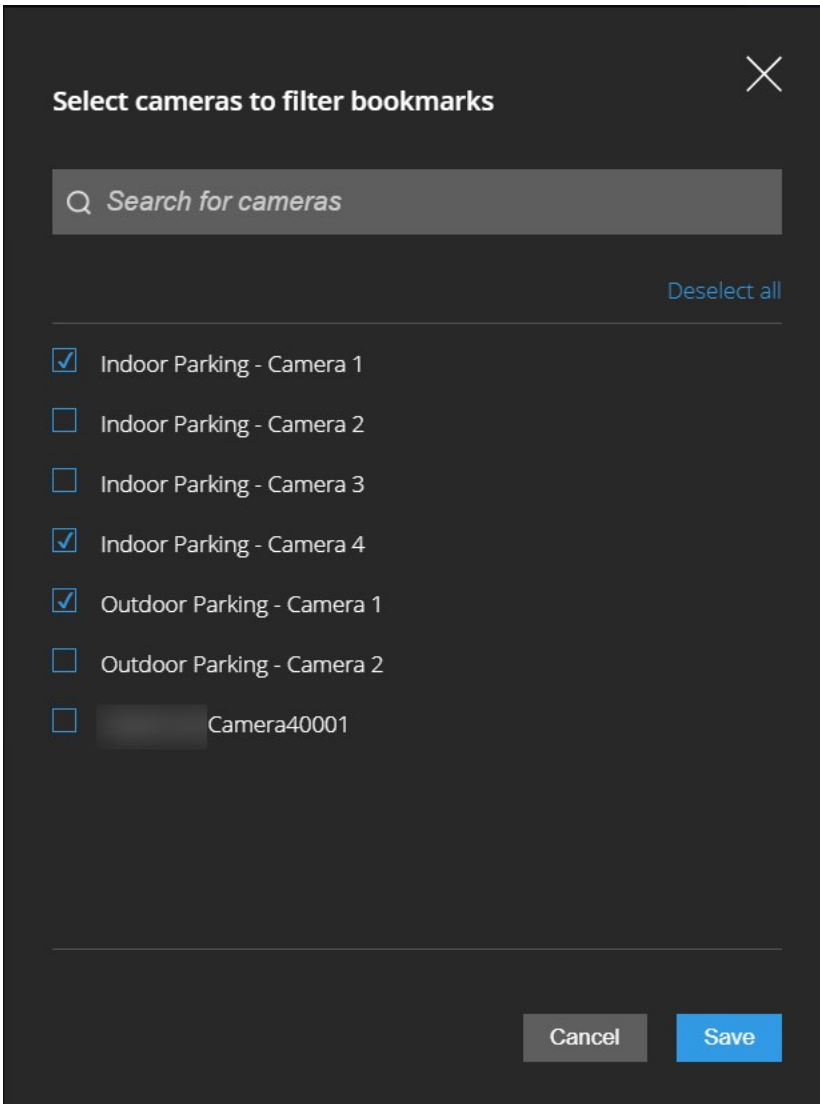 Select cameras to filter bookmarks
Search for cameras
Deselect all
Indoor Parking - Camera 1
Indoor Parking - Camera 2
Indoor Parking - Camera 3
Indoor Parking - Camera 4
Outdoor Parking - Camera 1
Outdoor Parking - Camera 2
Camera40001
Cancel Save